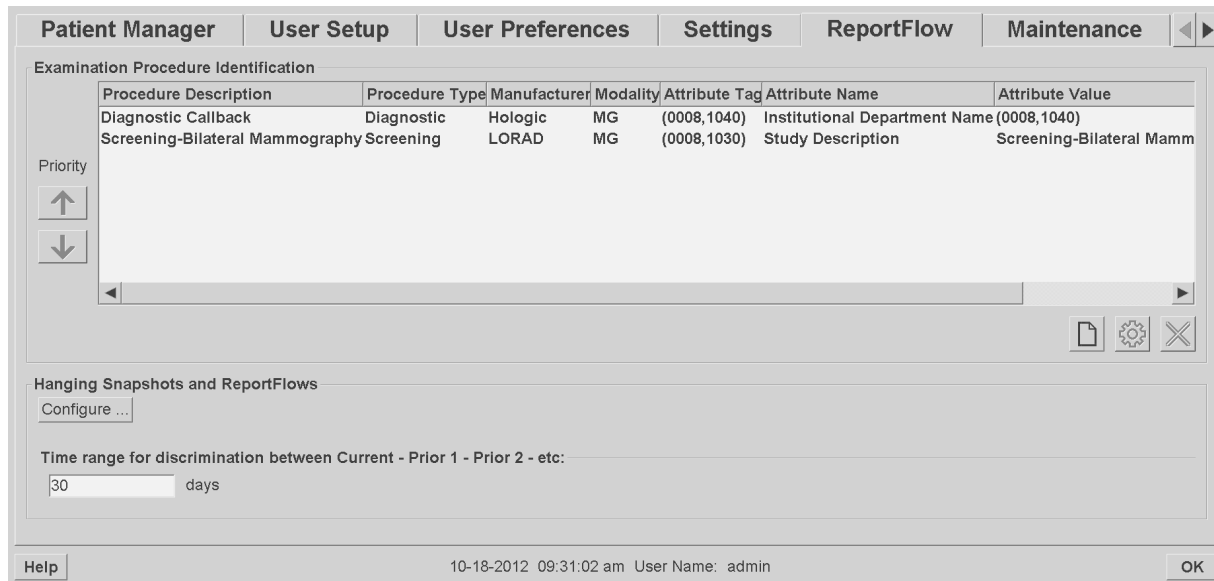 Patient Manager User Setup User Preferences Settings ReportFlow Maintenance
Examination Procedure Identification
Procedure Description Procedure Type Manufacturer Modality Attribute Tag Attribute Name Attribute Value
Diagnostic Callback Diagnostic Hologic MG (0008,1040) Institutional Department Name (0008,1040)
Screening-Bilateral Mammography Screening LORAD MG (0008,1030) Study Description Screening-Bilateral Mamm
Priority
Hanging Snapshots and ReportFlows
Configure ...
Time range for discrimination between Current - Prior 1 - Prior 2 - etc:
30 days
Help 10-18-2012 09:31:02 am User Name: admin OK